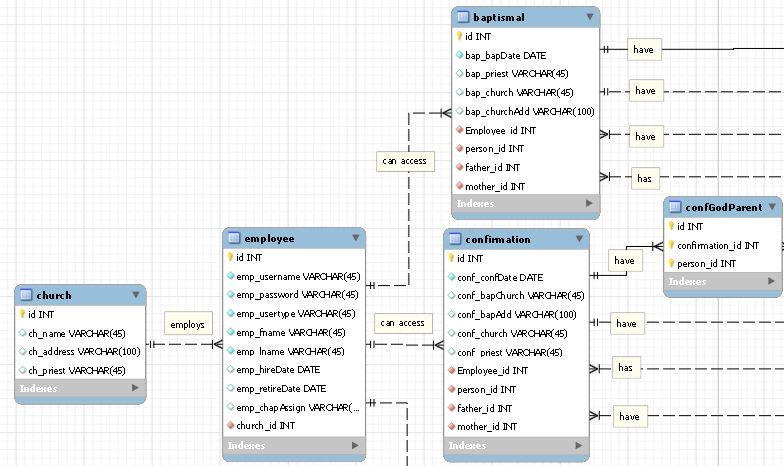 baptismal
id INT
bap_bapDate DATE
bap_priest VARCHAR(45)
bap_church VARCHAR(45)
bap_churchAdd VARCHAR(100)
Employee_id INT
person_id INT
father_id INT
mother_id INT
Indexes
have
have
have
has
can access
confGodParent
id INT
confirmation_id INT
person_id INT
Indexes
employee
id INT
emp_username VARCHAR(45)
emp_password VARCHAR(45)
emp_usertype VARCHAR(45)
emp_fname VARCHAR(45)
emp_lname VARCHAR(45)
emp_hireDate DATE
emp_retireDate DATE
emp_chapAssign VARCHAR(...
church_id INT
Indexes
confirmation
id INT
conf_confDate DATE
conf_bapChurch VARCHAR(45)
conf_bapAdd VARCHAR(100)
conf_church VARCHAR(45)
conf_priest VARCHAR(45)
Employee_id INT
person_id INT
father_id INT
mother_id INT
Indexes
have
have
has
have
church
id INT
ch_name VARCHAR(45)
ch_address VARCHAR(100)
ch_priest VARCHAR(45)
Indexes
employs
can access